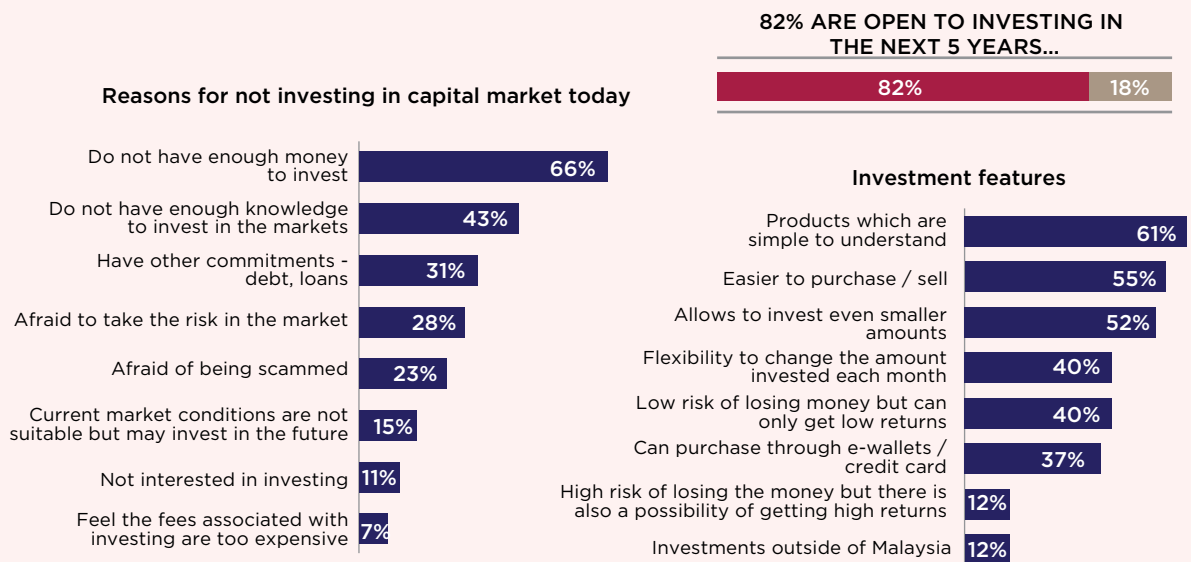 82% ARE OPEN TO INVESTING IN
THE NEXT 5 YEARS...
82%
18%
Reasons for not investing in capital market today
Do not have enough money
to invest
66%
Do not have enough knowledge
to invest in the markets
43%
Have other commitments -
debt, loans
31%
Afraid to take the risk in the market
28%
Afraid of being scammed
23%
Current market conditions are not
suitable but may invest in the future
15%
Not interested in investing
11%
Feel the fees associated with
investing are too expensive
7%
Investment features
Products which are
simple to understand
61%
Easier to purchase / sell
55%
Allows to invest even smaller
amounts
52%
Flexibility to change the amount
invested each month
40%
Low risk of losing money but can
only get low returns
40%
Can purchase through e-wallets /
credit card
37%
High risk of losing the money but there is
also a possibility of getting high returns
12%
Investments outside of Malaysia
12%